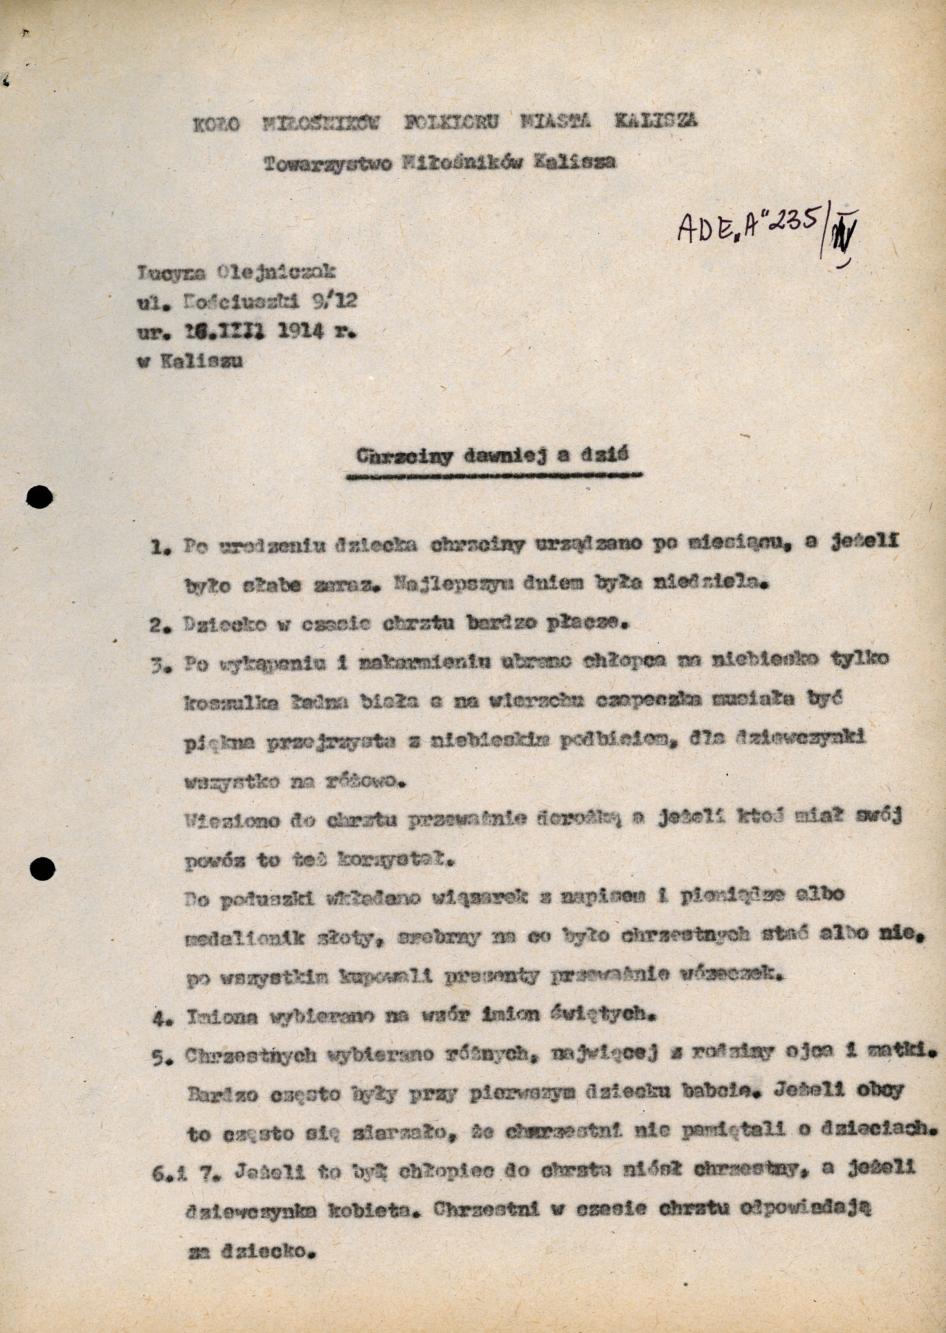 KOŁO MIŁOŚNIKÓW FOLKLORU MIASTA KALISZA
Towarzystwo Miłośników Kalisza
ADE„A"235/
Lucyna Olejniczak
ul. Kościuszki 9/12
ur. 16.III 1914 r.
w Kaliszu
Chrzciny dawniej a dziś
1. Po urodzeniu dziecka chrzciny urządzano po miesiącu, a jeżeli
było słabe zaraz. Najlepszym dniem była niedziela.
2. Dziecko w czasie chrztu bardzo płacze.
3. Po wykąpaniu i nakarmieniu ubrano chłopca na niebiesko tylko
koszulka ładna biała a na wierzchu czapeczka musiała być
piękna przejrzysta z niebieskim podbiciem, dla dziewczynki
wszystko na różowo.
Wieziono do chrztu przeważnie dorożką a jeżeli ktoś miał swój
powóz to też korzystał.
Do poduszki wkładano wiązarek z napisem i pieniądze albo
medalionik złoty, srebrny na co było chrzestnych stać albo nie,
po wszystkim kupowali prezenty przeważnie wózeczek.
4. Imiona wybierano na wzór imion świętych.
5. Chrzestnych wybierano różnych, najwięcej z rodziny ojca i matki.
Bardzo często były przy pierwszym dziecku babcie. Jeżeli obcy
to często się zdarzało, że charzestni nie pamiętali o dzieciach.
6.i 7. Jeżeli to był chłopiec do chrztu niósł chrzestny, a jeżeli
dziewczynka kobieta. Chrzestni w czasie chrztu odpowiadają
za dziecko.